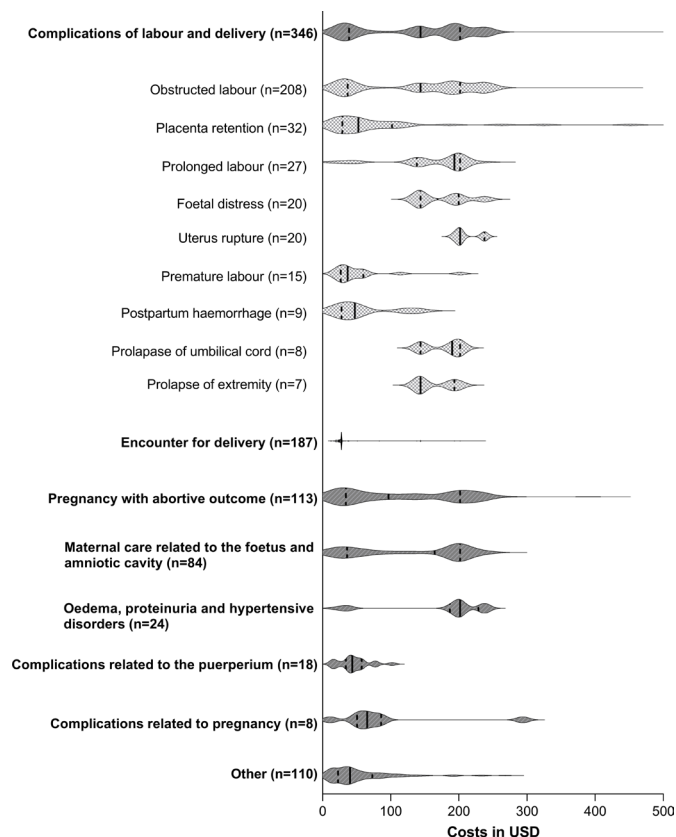 Complications of labour and delivery (n=346)
Obstructed labour (n=208)
Placenta retention (n=32)
Prolonged labour (n=27)
Foetal distress (n=20)
Uterus rupture (n=20)
Premature labour (n=15)
Postpartum haemorrhage (n=9)
Prolapase of umbilical cord (n=8)
Prolapse of extremity (n=7)
Encounter for delivery (n=187)
Pregnancy with abortive outcome (n=113)
Maternal care related to the foetus and
amniotic cavity (n=84)
Oedema, proteinuria and hypertensive
disorders (n=24)
Complications related to the puerperium (n=18)
Complications related to pregnancy (n=8)
Other (n=110)
0 100 200 300 400 500
Costs in USD